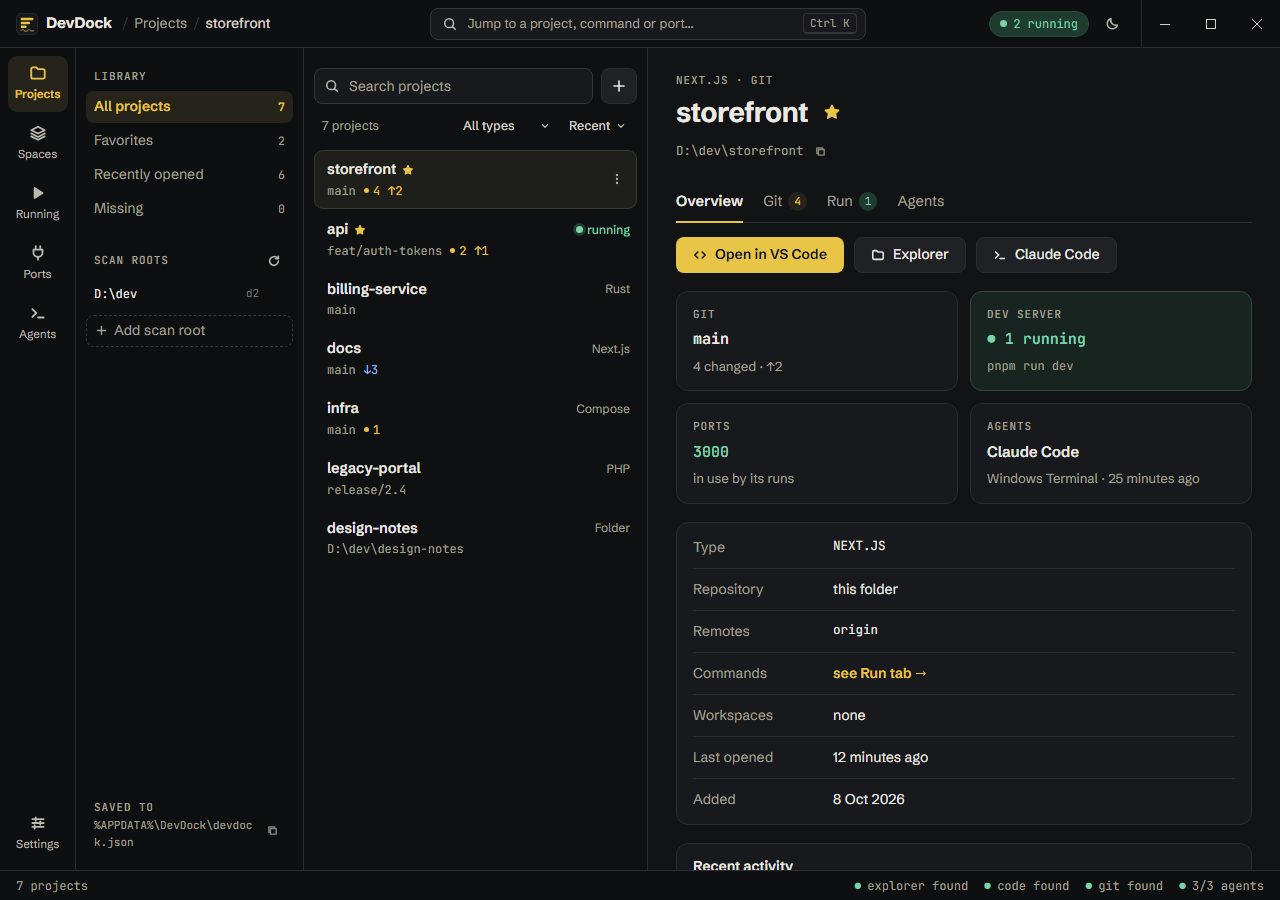 DevDock / Projects / storefront
Jump to a project, command or port... Ctrl K
2 running
Projects
Spaces
Running
Ports
Agents
Settings
LIBRARY
All projects 7
Favorites 2
Recently opened 6
Missing 0
SCAN ROOTS
D:\dev d2
+ Add scan root
SAVED TO
%APPDATA%\DevDock\devdoc
k.json
Search projects
7 projects All types Recent
storefront
main 4 ↑2
api running
feat/auth-tokens 2 ↑1
billing-service Rust
main
docs Next.js
main ↓3
infra Compose
main 1
legacy-portal PHP
release/2.4
design-notes Folder
D:\dev\design-notes
NEXT.JS · GIT
storefront
D:\dev\storefront
Overview Git 4 Run 1 Agents
Open in VS Code Explorer Claude Code
GIT
main
4 changed · ↑2
DEV SERVER
1 running
pnpm run dev
PORTS
3000
in use by its runs
AGENTS
Claude Code
Windows Terminal · 25 minutes ago
Type NEXT.JS
Repository this folder
Remotes origin
Commands see Run tab →
Workspaces none
Last opened 12 minutes ago
Added 8 Oct 2026
Recent activity
7 projects
explorer found code found git found 3/3 agents